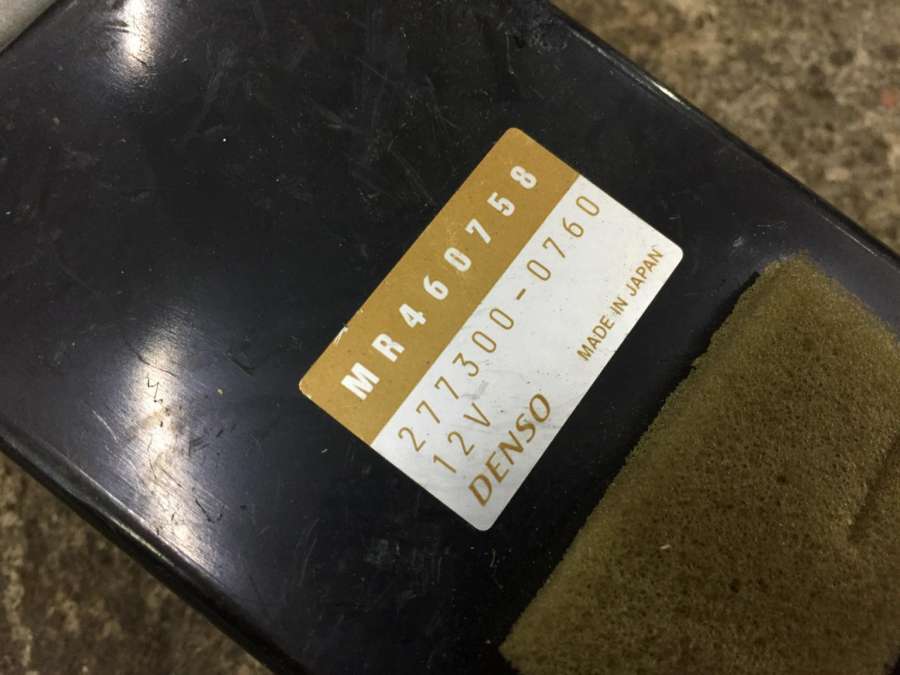 MR460758
277300-0760
12V
DENSO
MADE IN JAPAN